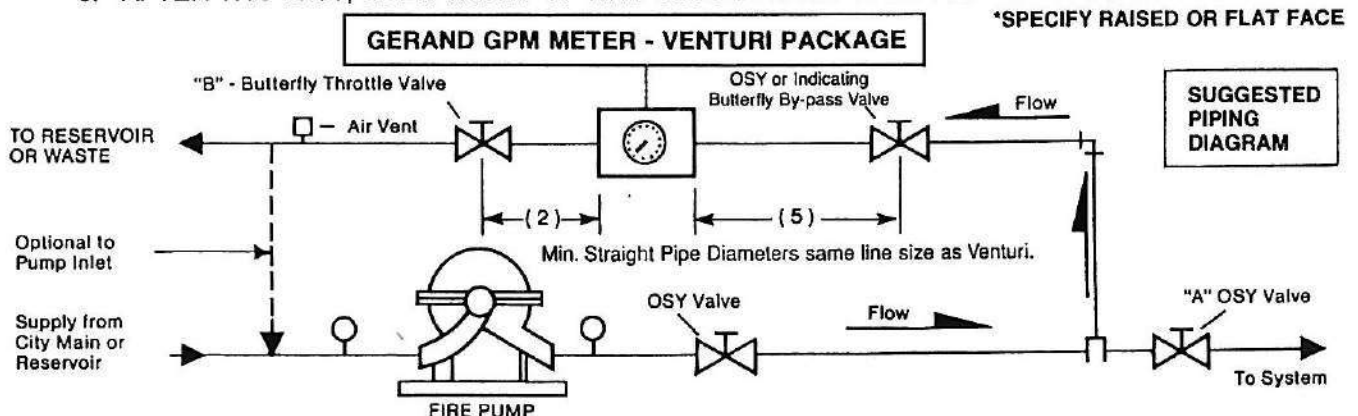 *SPECIFY RAISED OR FLAT FACE
GERAND GPM METER - VENTURI PACKAGE
"B" - Butterfly Throttle Valve
OSY or Indicating
Butterfly By-pass Valve
Flow
SUGGESTED
PIPING
DIAGRAM
TO RESERVOIR
OR WASTE
Air Vent
(2)
(5)
Min. Straight Pipe Diameters same line size as Venturi.
Optional to
Pump Inlet
Supply from
City Main or
Reservoir
OSY Valve
Flow
"A" OSY Valve
To System
FIRE PUMP